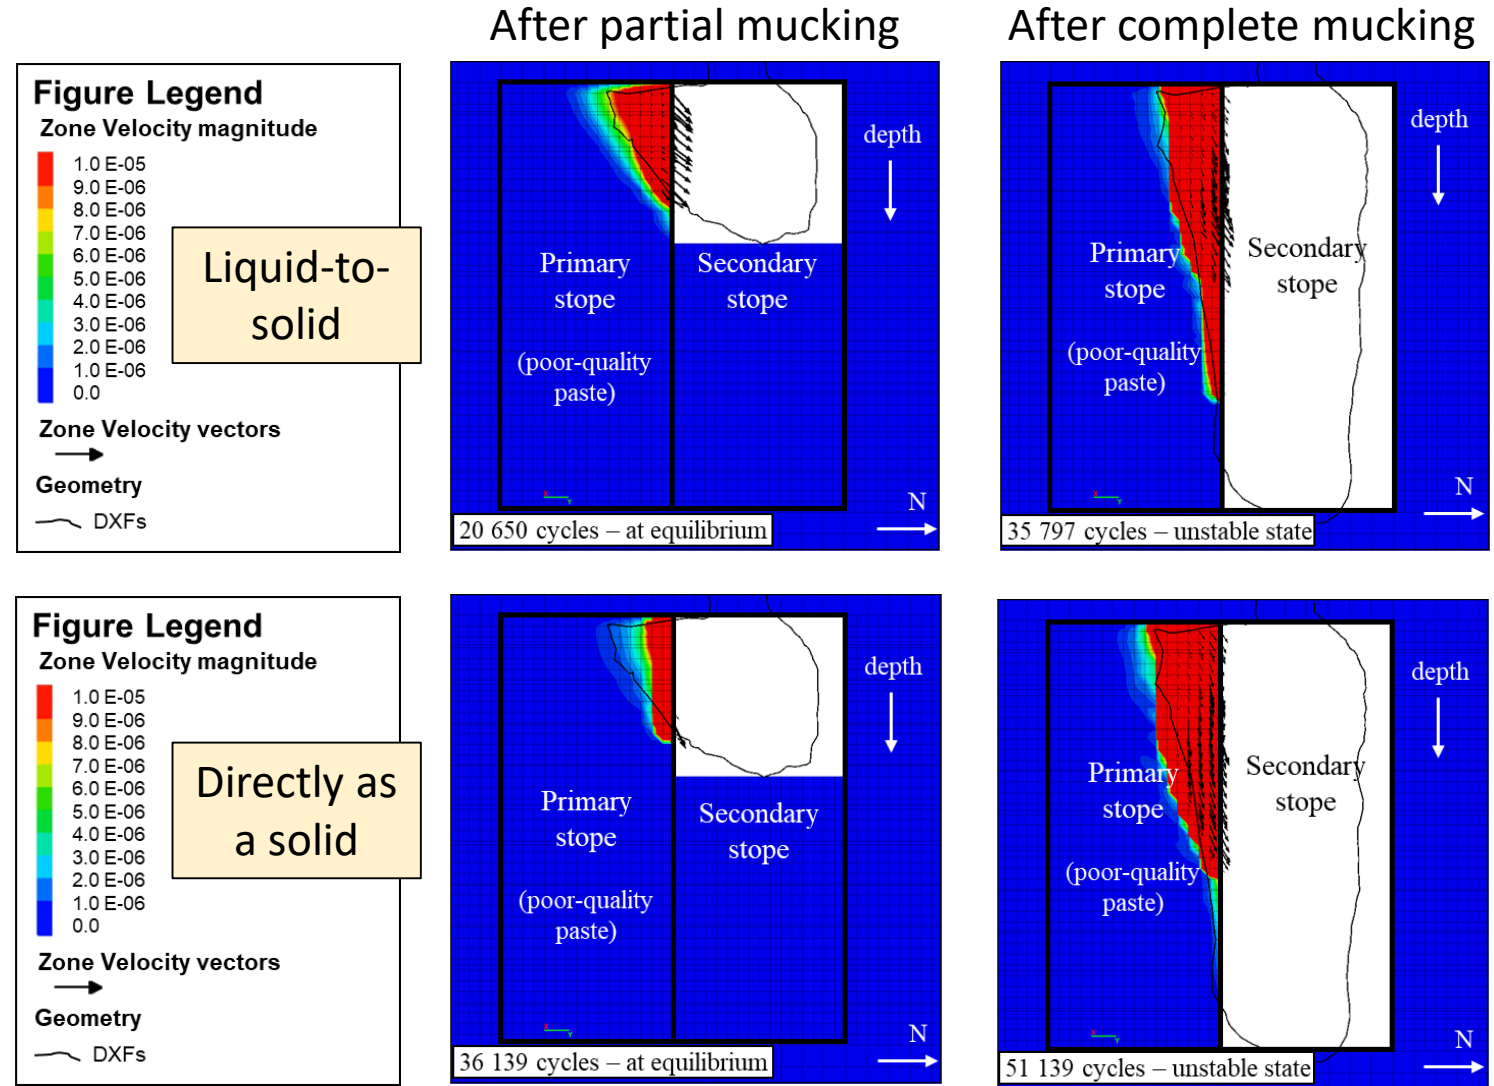 After partial mucking
After complete mucking
Figure Legend
Zone Velocity magnitude
1.0 E-05
9.0 E-06
8.0 E-06
7.0 E-06
6.0 E-06
5.0 E-06
4.0 E-06
3.0 E-06
2.0 E-06
1.0 E-06
0.0
Zone Velocity vectors
Geometry
DXFs
Liquid-to-
solid
depth
Primary
stope
Secondary
stope
(poor-quality
paste)
N
20 650 cycles – at equilibrium
depth
Primary
stope
Secondary
stope
(poor-quality
paste)
N
35 797 cycles – unstable state
Figure Legend
Zone Velocity magnitude
1.0 E-05
9.0 E-06
8.0 E-06
7.0 E-06
6.0 E-06
5.0 E-06
4.0 E-06
3.0 E-06
2.0 E-06
1.0 E-06
0.0
Zone Velocity vectors
Geometry
DXFs
Directly as
a solid
depth
Primary
stope
Secondary
stope
(poor-quality
paste)
N
36 139 cycles – at equilibrium
depth
Primary
stope
Secondary
stope
(poor-quality
paste)
N
51 139 cycles – unstable state